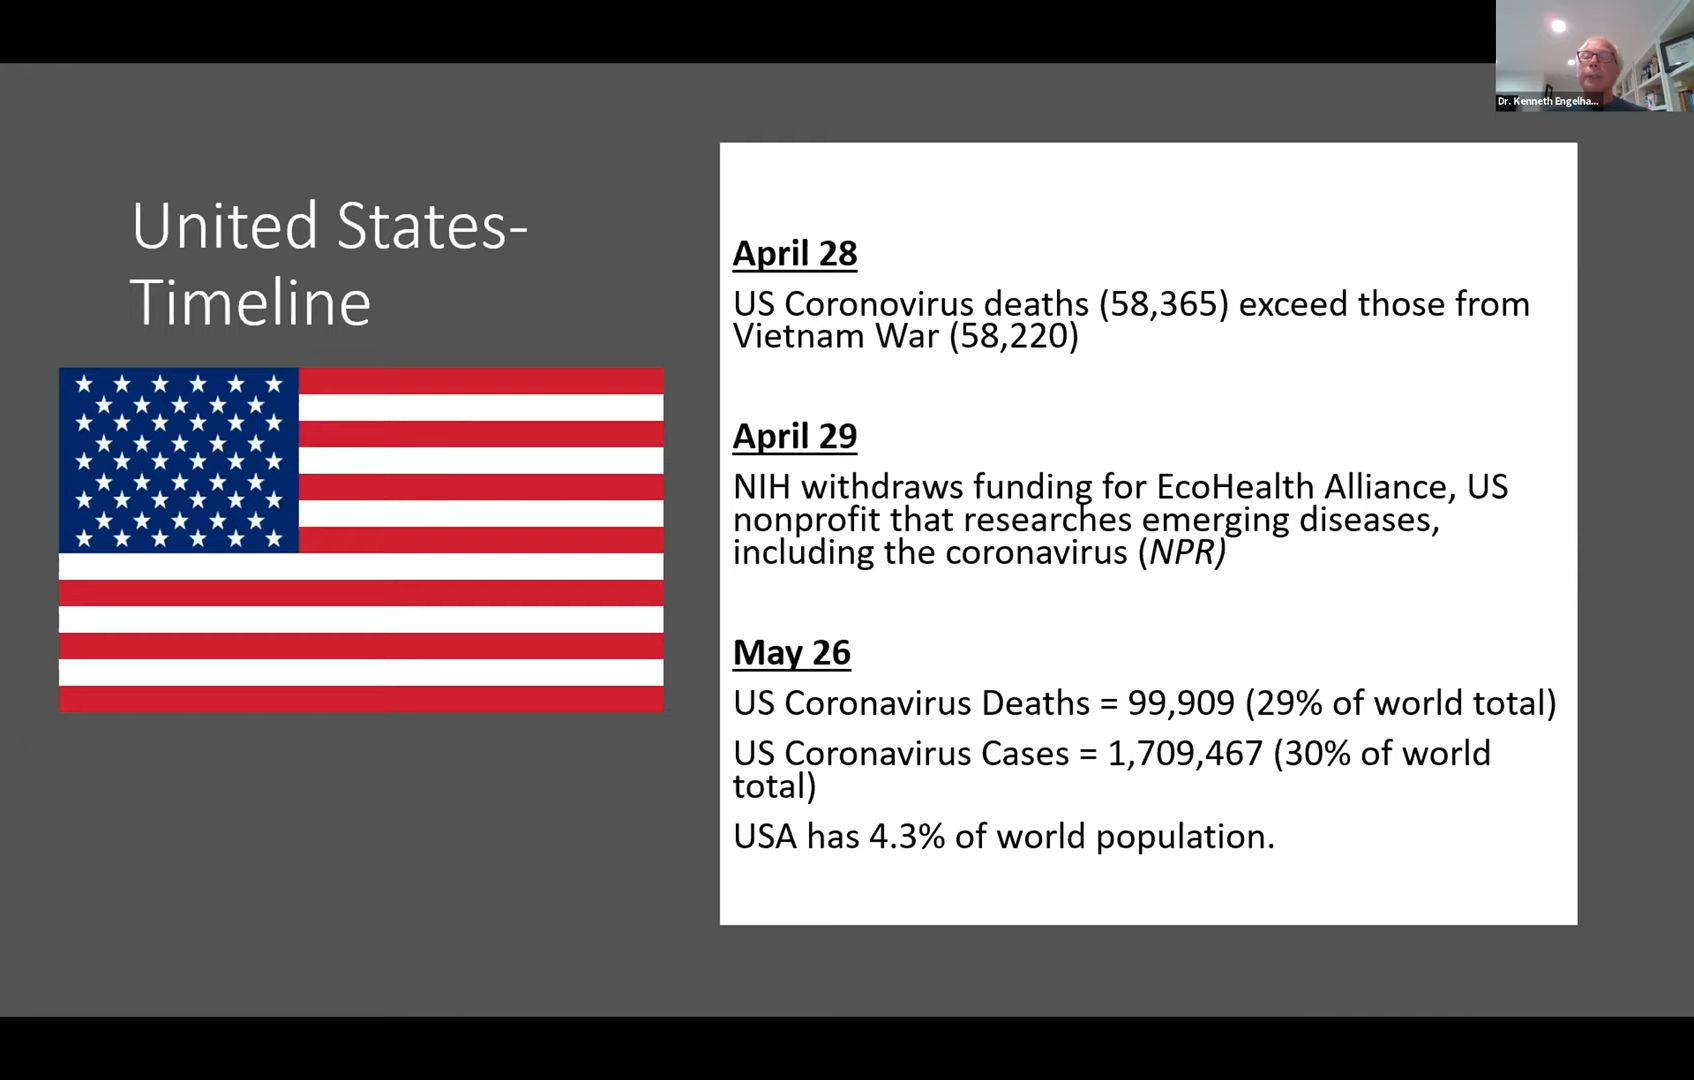 Dr. Kenneth Engelha...
United States-
Timeline
April 28
US Coronovirus deaths (58,365) exceed those from
Vietnam War (58,220)
April 29
NIH withdraws funding for EcoHealth Alliance, US
nonprofit that researches emerging diseases,
including the coronavirus (NPR)
May 26
US Coronavirus Deaths = 99,909 (29% of world total)
US Coronavirus Cases = 1,709,467 (30% of world
total)
USA has 4.3% of world population.